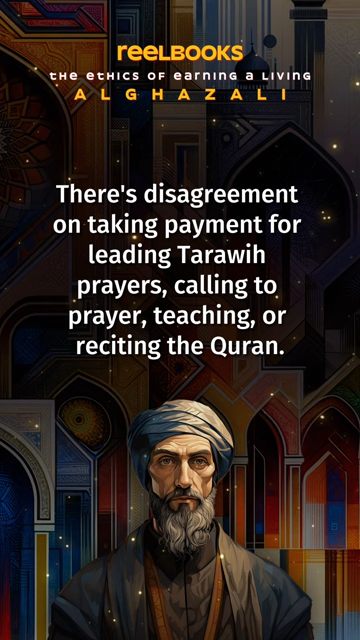 reelBOOKS
the ethics of earning a living
ALGHAZALI
There's disagreement
on taking payment for
leading Tarawih
prayers, calling to
prayer, teaching, or
reciting the Quran.